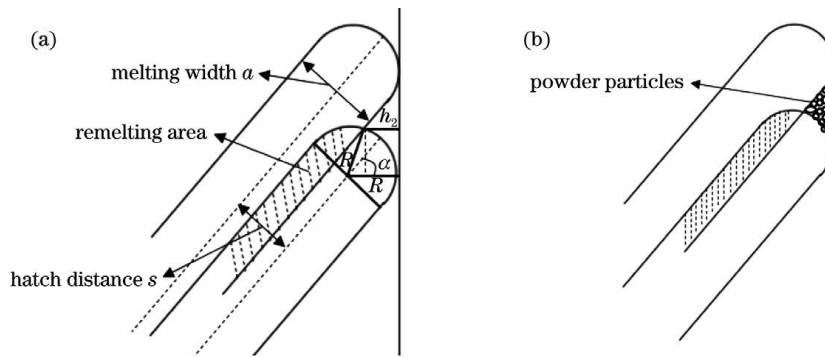 (a)
melting width a
remelting area
h₂
R
α
R
hatch distance s
(b)
powder particles